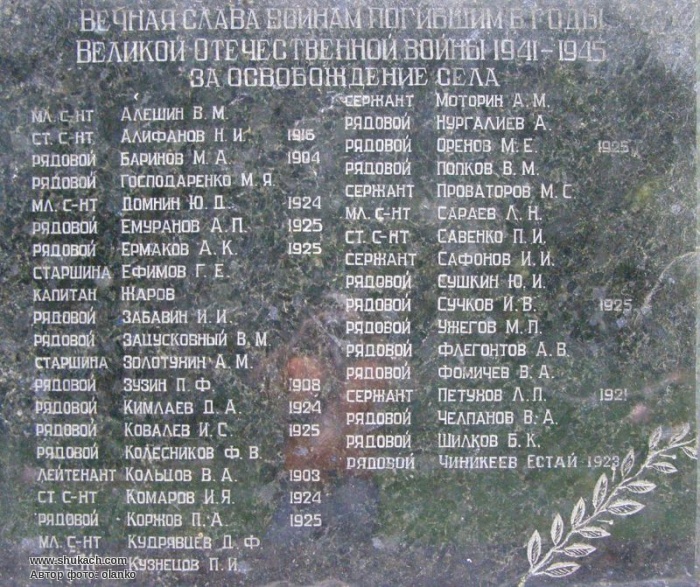 ВЕЧНАЯ СЛАВА ВОИНАМ ПОГИБШИМ В ГОДЫ
ВЕЛИКОЙ ОТЕЧЕСТВЕННОЙ ВОЙНЫ 1941-1945
ЗА ОСВОБОЖДЕНИЕ СЕЛА
МЛ. С-НТ АЛЕШИН В. М.
СТ. С-НТ АЛИФАНОВ Н. И. 1916
РЯДОВОЙ БАРИНОВ М. А. 1904
РЯДОВОЙ ГОСПОДАРЕНКО М. Я.
МЛ. С-НТ ДОМНИН Ю. Д. 1924
РЯДОВОЙ ЕМУРАНОВ А. П. 1925
РЯДОВОЙ ЕРМАКОВ А. К. 1925
СТАРШИНА ЕФИМОВ Г. Е.
КАПИТАН ЖАРОВ
РЯДОВОЙ ЗАБАВИН И. И.
РЯДОВОЙ ЗАЦУСКОВНЫЙ В. М.
СТАРШИНА ЗОЛОТУНИН А. М.
РЯДОВОЙ ЗУЗИН П. Ф. 1908
РЯДОВОЙ КИМЛАЕВ Д. А. 1924
РЯДОВОЙ КОВАЛЕВ И. С. 1925
РЯДОВОЙ КОЛЕСНИКОВ Ф. В.
ЛЕЙТЕНАНТ КОЛЬЦОВ В. А. 1903
СТ. С-НТ КОМАРОВ И. Я. 1924
РЯДОВОЙ КОРЖОВ П. А. 1925
МЛ. С-НТ КУДРЯВЦЕВ Д. Ф.
КУЗНЕЦОВ П. И.
СЕРЖАНТ МОТОРИН А. М.
РЯДОВОЙ НУРГАЛИЕВ А.
РЯДОВОЙ ОРЕНОВ М. Е. 1925
РЯДОВОЙ ПОПКОВ В. М.
СЕРЖАНТ ПРОВАТОРОВ М. С.
МЛ. С-НТ САРАЕВ Л. Н.
СТ. С-НТ САВЕНКО П. И.
СЕРЖАНТ САФОНОВ И. И.
РЯДОВОЙ СУШКИН Ю. И.
РЯДОВОЙ СУЧКОВ И. В. 1925
РЯДОВОЙ УЖЕГОВ М. П.
РЯДОВОЙ ФЛЕГОНТОВ А. В.
РЯДОВОЙ ФОМИЧЕВ В. А.
СЕРЖАНТ ПЕТУХОВ Л. П. 1921
РЯДОВОЙ ЧЕЛПАНОВ В. А.
РЯДОВОЙ ШИЛКОВ Б. К.
РЯДОВОЙ ЧИНИКЕЕВ ЕСТАЙ 1923
www.shukach.com
Автор фото: olanko